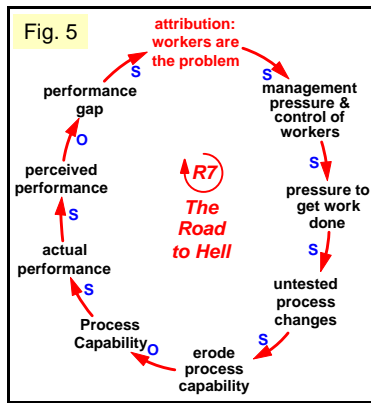 Fig. 5
attribution:
workers are
the problem
S
management
pressure &
control of
workers
S
pressure to
get work
done
S
untested
process
changes
S
erode
process
capability
O
Process
Capability
S
actual
performance
S
perceived
performance
O
performance
gap
S
R7
The
Road
to Hell